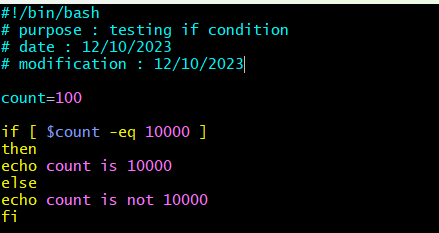 #!/bin/bash
# purpose : testing if condition
# date : 12/10/2023
# modification : 12/10/2023
count=100
if [ $count -eq 10000 ]
then
echo count is 10000
else
echo count is not 10000
fi